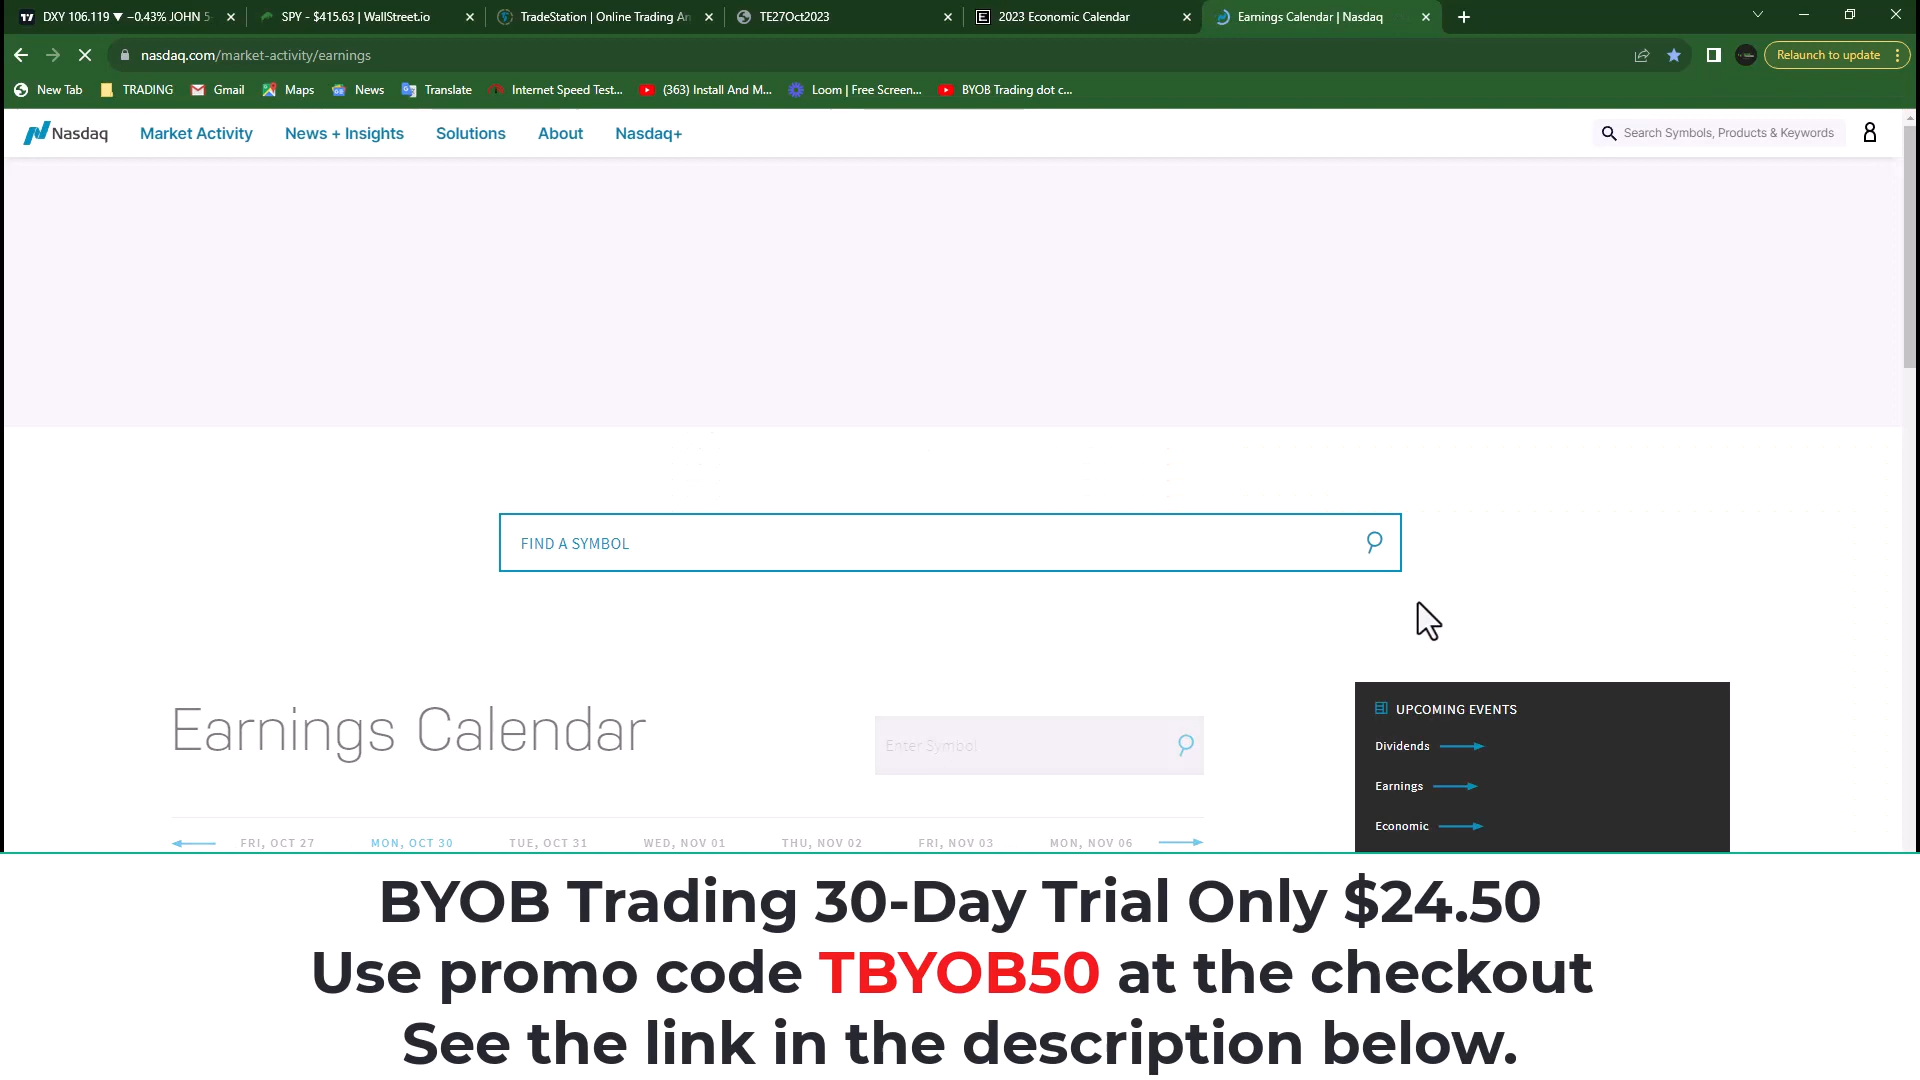 DXY 106.119 ▼ −0.43% JOHN 5-
SPY - $415.63 | WallStreet.io
TradeStation | Online Trading An
TE27Oct2023
2023 Economic Calendar
Earnings Calendar | Nasdaq
nasdaq.com/market-activity/earnings
Relaunch to update
New Tab
TRADING
Gmail
Maps
News
Translate
Internet Speed Test...
(363) Install And M...
Loom | Free Screen...
BYOB Trading dot c...
Nasdaq
Market Activity
News + Insights
Solutions
About
Nasdaq+
Search Symbols, Products & Keywords
FIND A SYMBOL
Earnings Calendar
Enter Symbol
UPCOMING EVENTS
Dividends
Earnings
Economic
FRI, OCT 27
MON, OCT 30
TUE, OCT 31
WED, NOV 01
THU, NOV 02
FRI, NOV 03
MON, NOV 06
BYOB Trading 30-Day Trial Only $24.50
Use promo code TBYOB50 at the checkout
See the link in the description below.